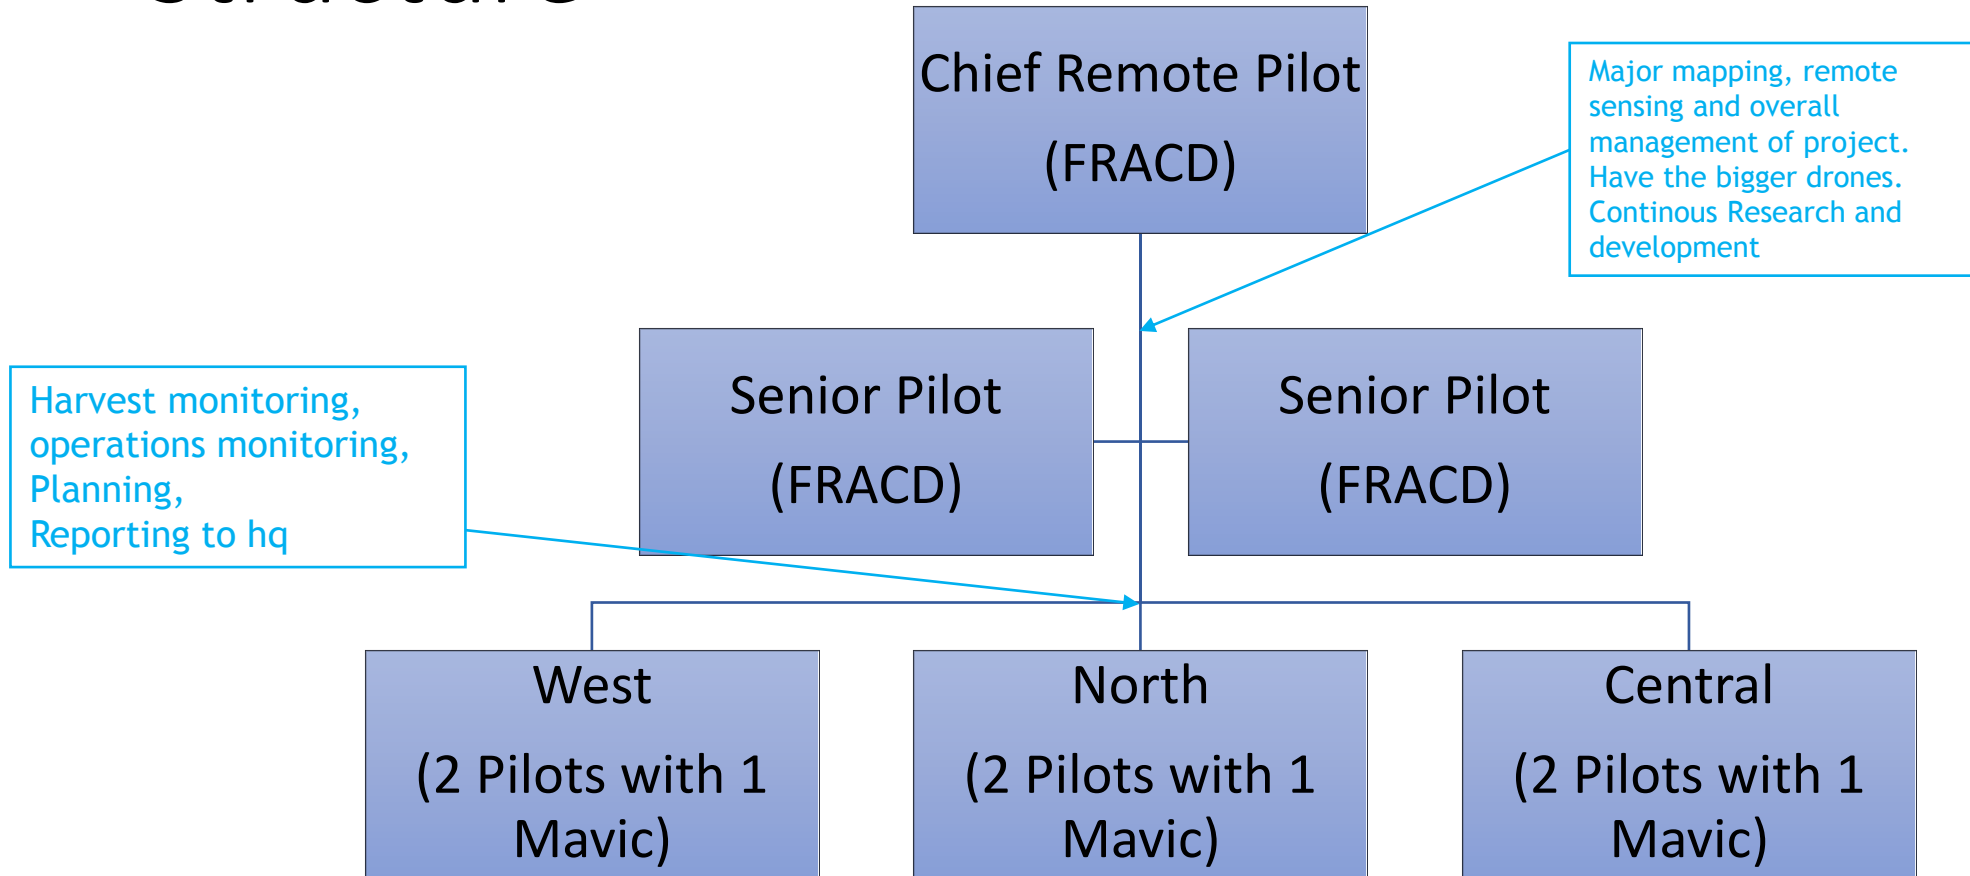 Structure
Chief Remote Pilot
(FRACD)
Major mapping, remote
sensing and overall
management of project.
Have the bigger drones.
Continous Research and
development
Senior Pilot
(FRACD)
Senior Pilot
(FRACD)
Harvest monitoring,
operations monitoring,
Planning,
Reporting to hq
West
(2 Pilots with 1
Mavic)
North
(2 Pilots with 1
Mavic)
Central
(2 Pilots with 1
Mavic)